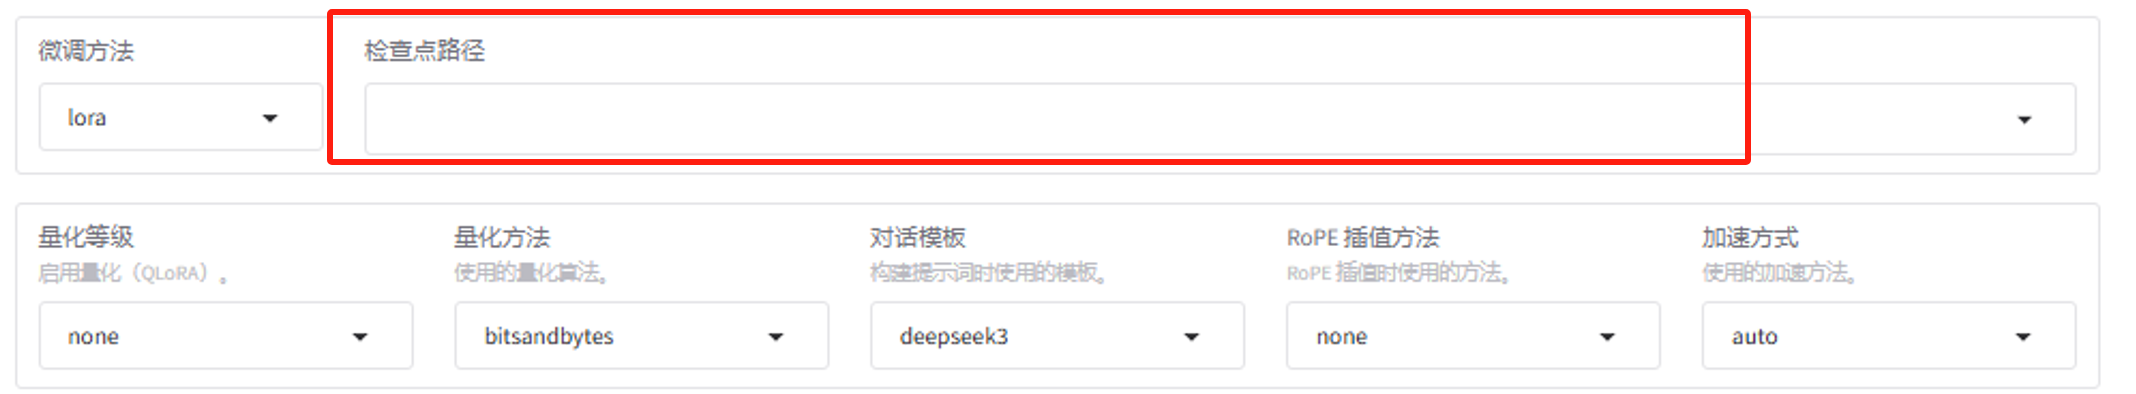 微调方法
检查点路径
lora
量化等级
启用量化（QLoRA）。
none
量化方法
使用的量化算法。
bitsandbytes
对话模板
构建提示词时使用的模板。
deepseek3
RoPE 插值方法
RoPE 插值时使用的方法。
none
加速方式
使用的加速方法。
auto